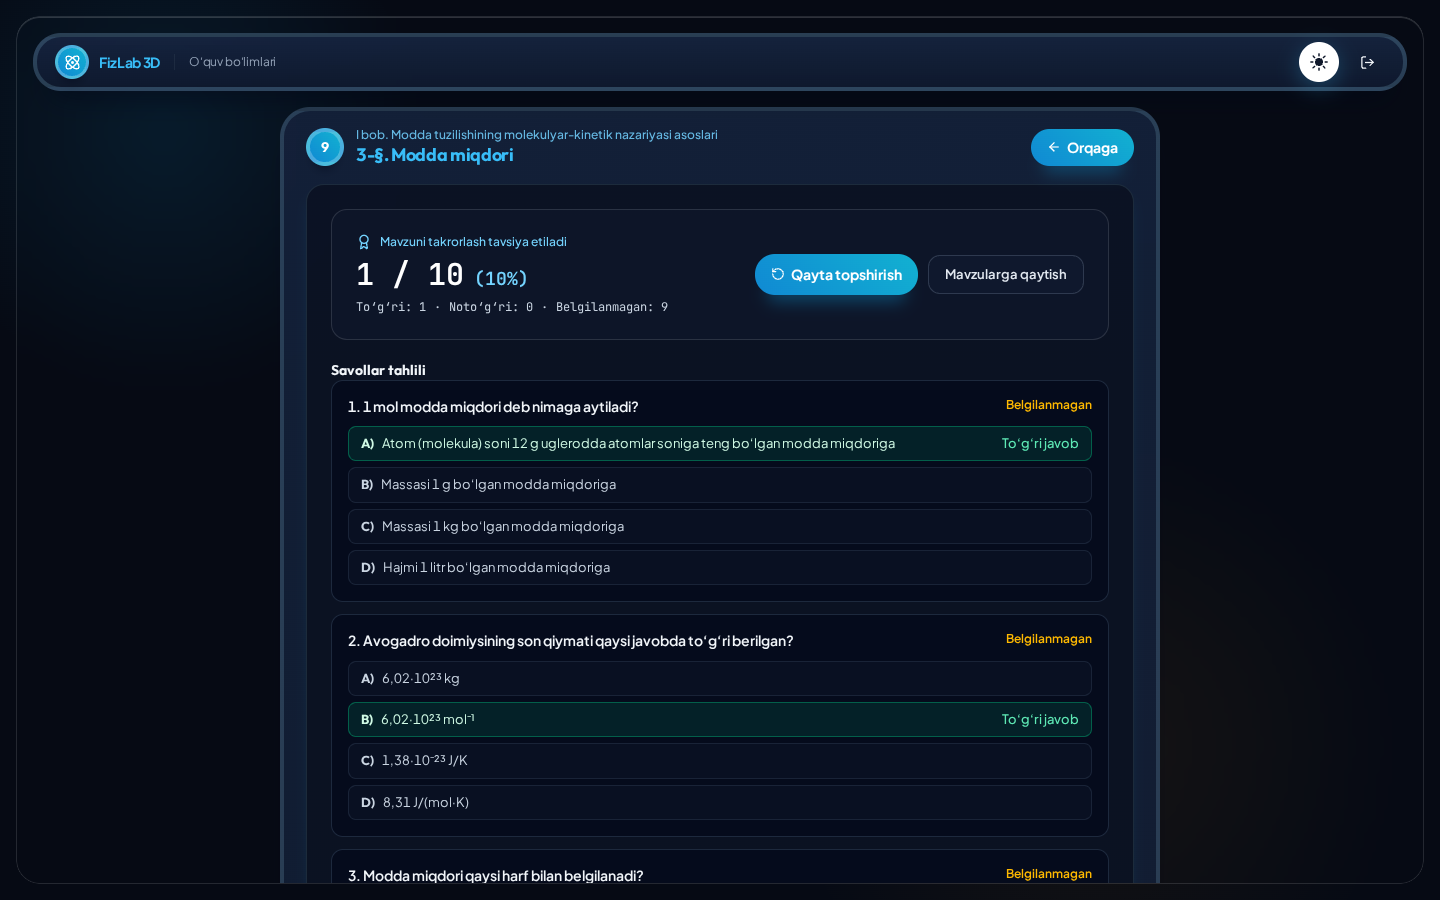 FizLab 3D
O‘quv bo‘limlari
9
I bob. Modda tuzilishining molekulyar-kinetik nazariyasi asoslari
3-§. Modda miqdori
Orqaga
Mavzuni takrorlash tavsiya etiladi
1 / 10 (10%)
To‘g‘ri: 1 · Noto‘g‘ri: 0 · Belgilanmagan: 9
Qayta topshirish
Mavzularga qaytish
Savollar tahlili
1. 1 mol modda miqdori deb nimaga aytiladi?
Belgilanmagan
A) Atom (molekula) soni 12 g uglerodda atomlar soniga teng bo‘lgan modda miqdoriga
To‘g‘ri javob
B) Massasi 1 g bo‘lgan modda miqdoriga
C) Massasi 1 kg bo‘lgan modda miqdoriga
D) Hajmi 1 litr bo‘lgan modda miqdoriga
2. Avogadro doimiysining son qiymati qaysi javobda to‘g‘ri berilgan?
Belgilanmagan
A) 6,02·10²³ kg
B) 6,02·10²³ mol⁻¹
To‘g‘ri javob
C) 1,38·10⁻²³ J/K
D) 8,31 J/(mol·K)
3. Modda miqdori qaysi harf bilan belgilanadi?
Belgilanmagan